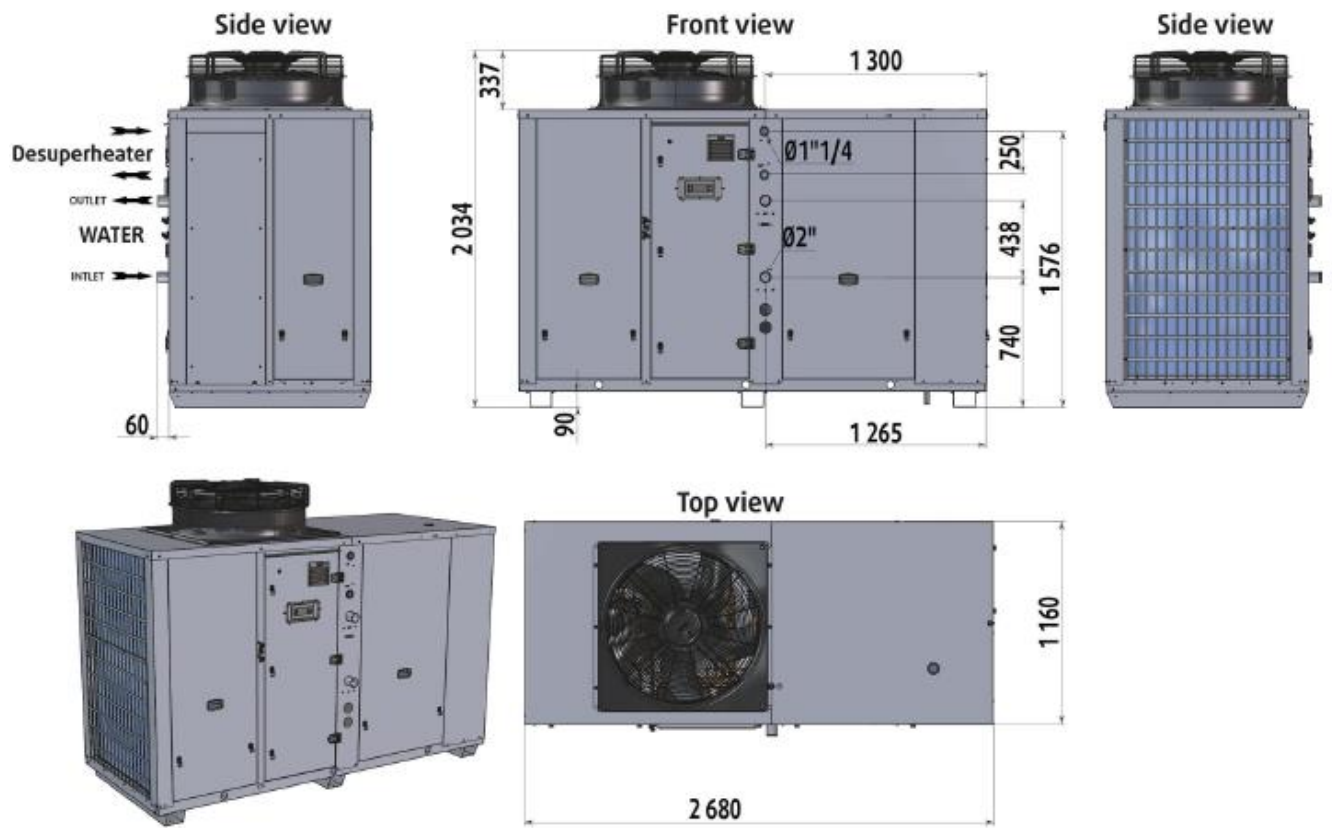 Side view
Front view
Side view
337
1 300
Desuperheater
OUTLET
WATER
INTLET
2 034
Ø1"1/4
Ø2"
250
438
740
1 576
60
90
1 265
Top view
1 160
2 680